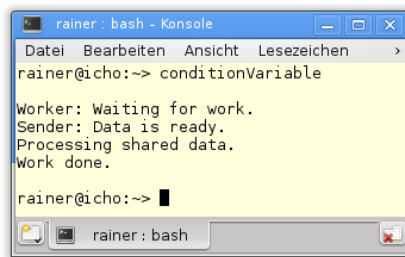 rainer : bash - Konsole
Datei Bearbeiten Ansicht Lesezeichen
rainer@icho:~> conditionVariable
Worker: Waiting for work.
Sender: Data is ready.
Processing shared data.
Work done.
rainer@icho:~>
rainer : bash